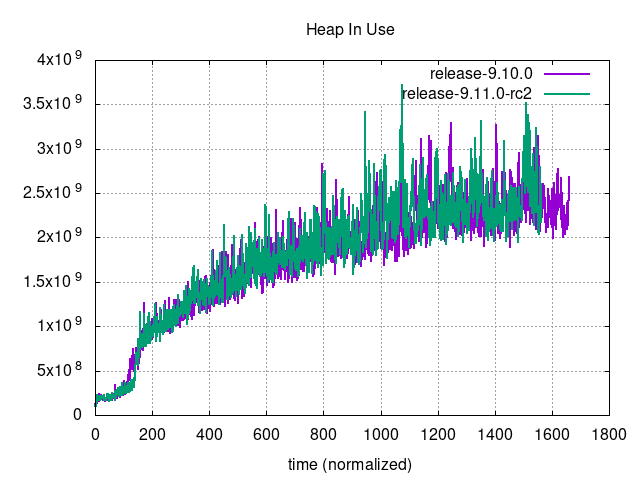 Heap In Use
4x10^9
3.5x10^9
3x10^9
2.5x10^9
2x10^9
1.5x10^9
1x10^9
5x10^8
0
release-9.10.0
release-9.11.0-rc2
0 200 400 600 800 1000 1200 1400 1600 1800
time (normalized)